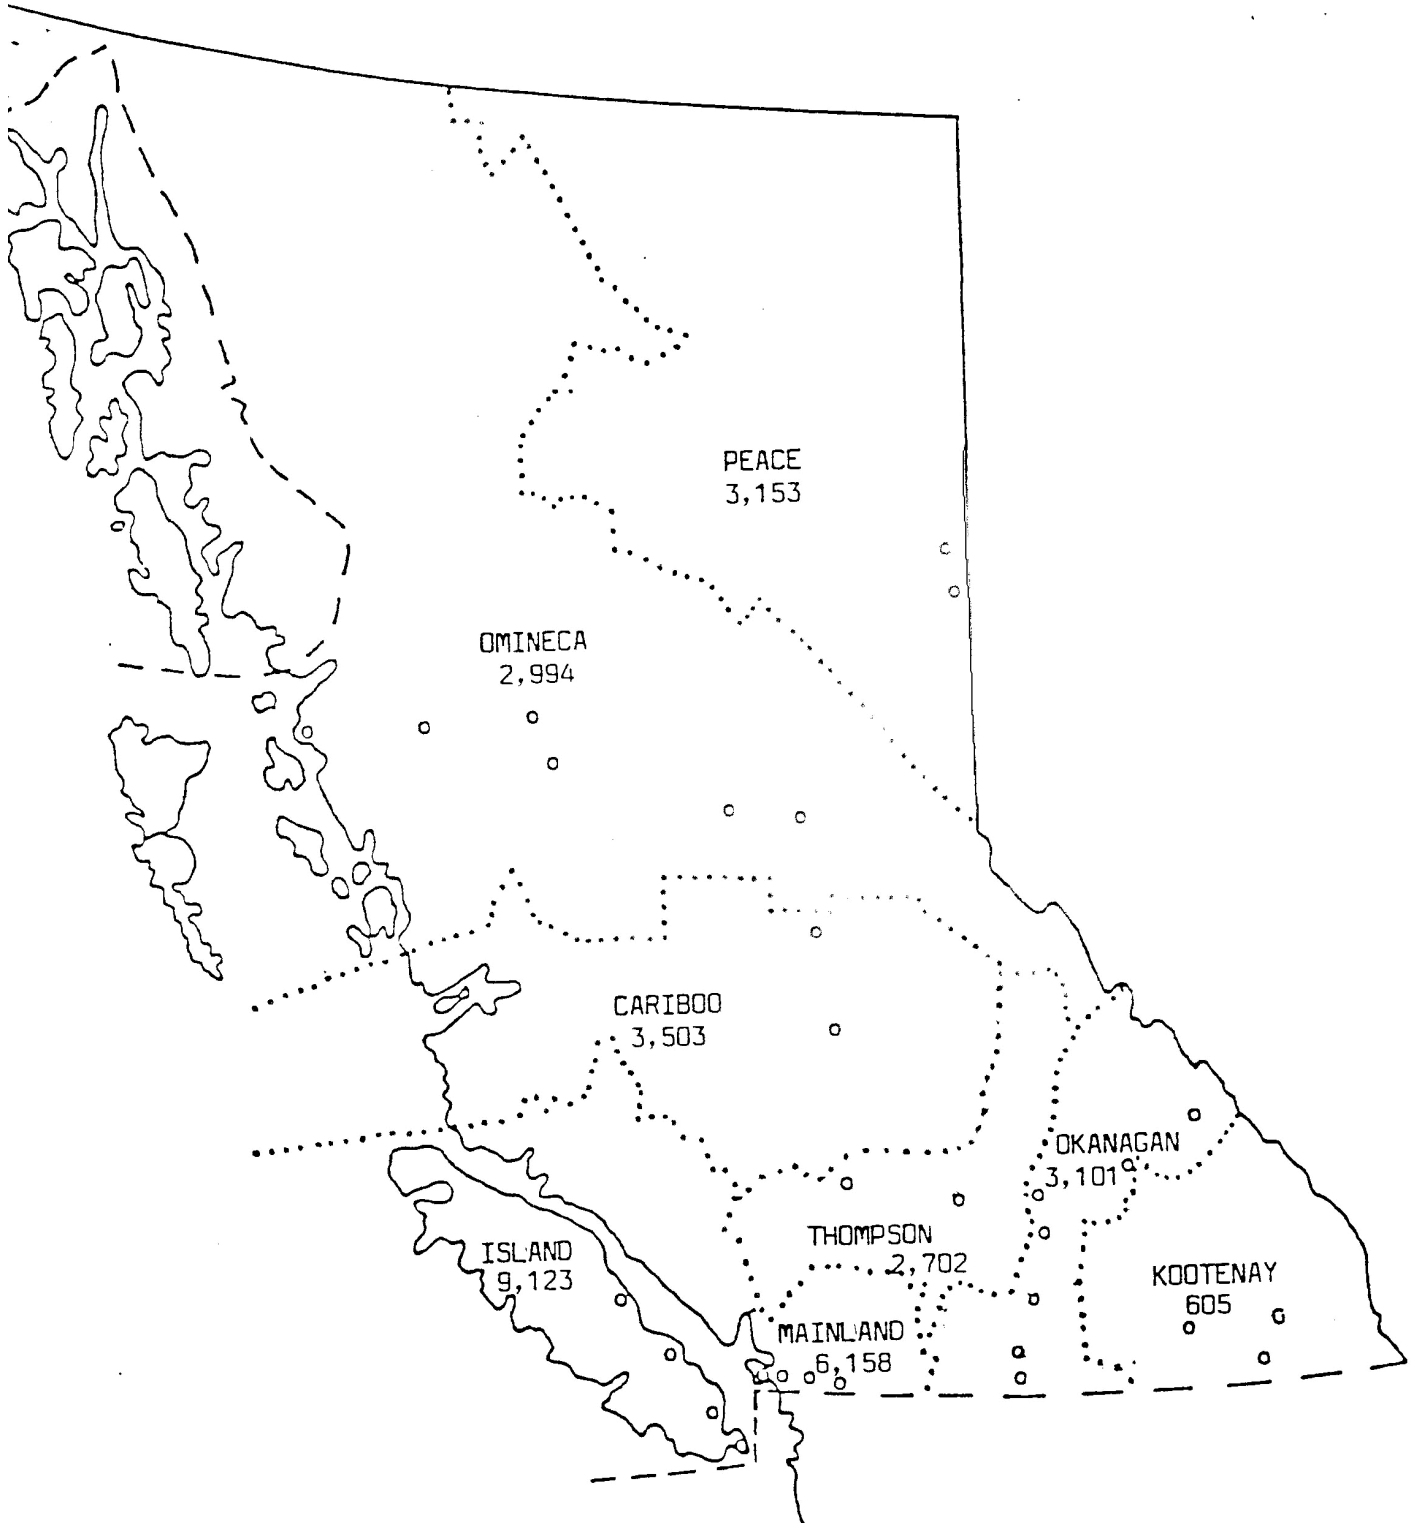 PEACE
3,153
OMINECA
2,994
CARIBOO
3,503
OKANAGAN
3,101
THOMPSON
2,702
ISLAND
9,123
KOOTENAY
605
MAINLAND
6,158